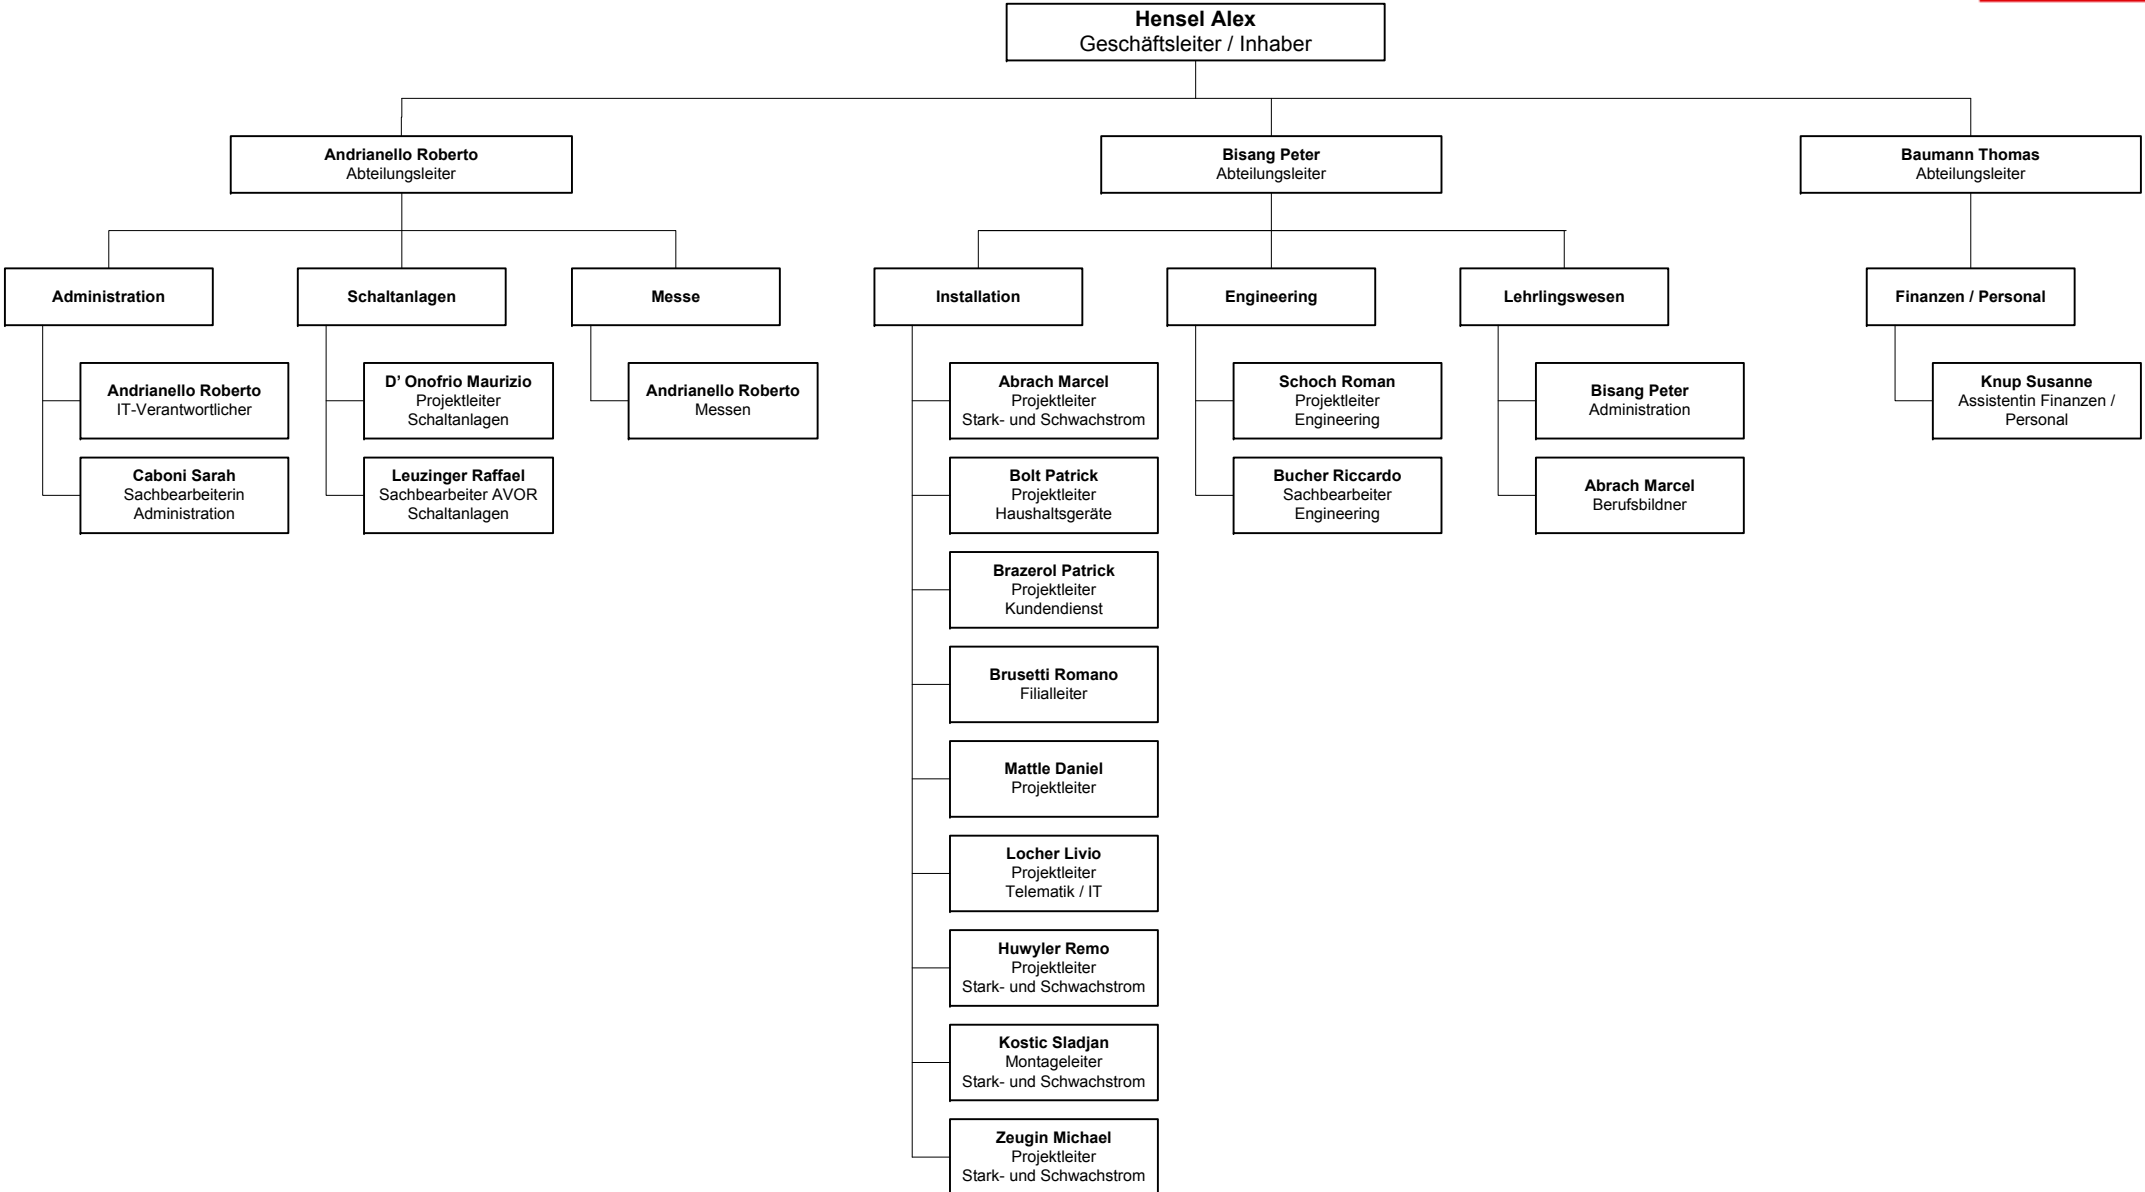 Hensel Alex
Geschäftsleiter / Inhaber
Andrianello Roberto
Abteilungsleiter
Bisang Peter
Abteilungsleiter
Baumann Thomas
Abteilungsleiter
Administration
Schaltanlagen
Messe
Installation
Engineering
Lehrlingswesen
Finanzen / Personal
Andrianello Roberto
IT-Verantwortlicher
Caboni Sarah
Sachbearbeiterin
Administration
D' Onofrio Maurizio
Projektleiter
Schaltanlagen
Leuzinger Raffael
Sachbearbeiter AVOR
Schaltanlagen
Andrianello Roberto
Messen
Abrach Marcel
Projektleiter
Stark- und Schwachstrom
Bolt Patrick
Projektleiter
Haushaltsgeräte
Brazerol Patrick
Projektleiter
Kundendienst
Brusetti Romano
Filialleiter
Mattle Daniel
Projektleiter
Locher Livio
Projektleiter
Telematik / IT
Huwyler Remo
Projektleiter
Stark- und Schwachstrom
Kostic Sladjan
Montageleiter
Stark- und Schwachstrom
Zeugin Michael
Projektleiter
Stark- und Schwachstrom
Schoch Roman
Projektleiter
Engineering
Bucher Riccardo
Sachbearbeiter
Engineering
Bisang Peter
Administration
Abrach Marcel
Berufsbildner
Knup Susanne
Assistentin Finanzen /
Personal